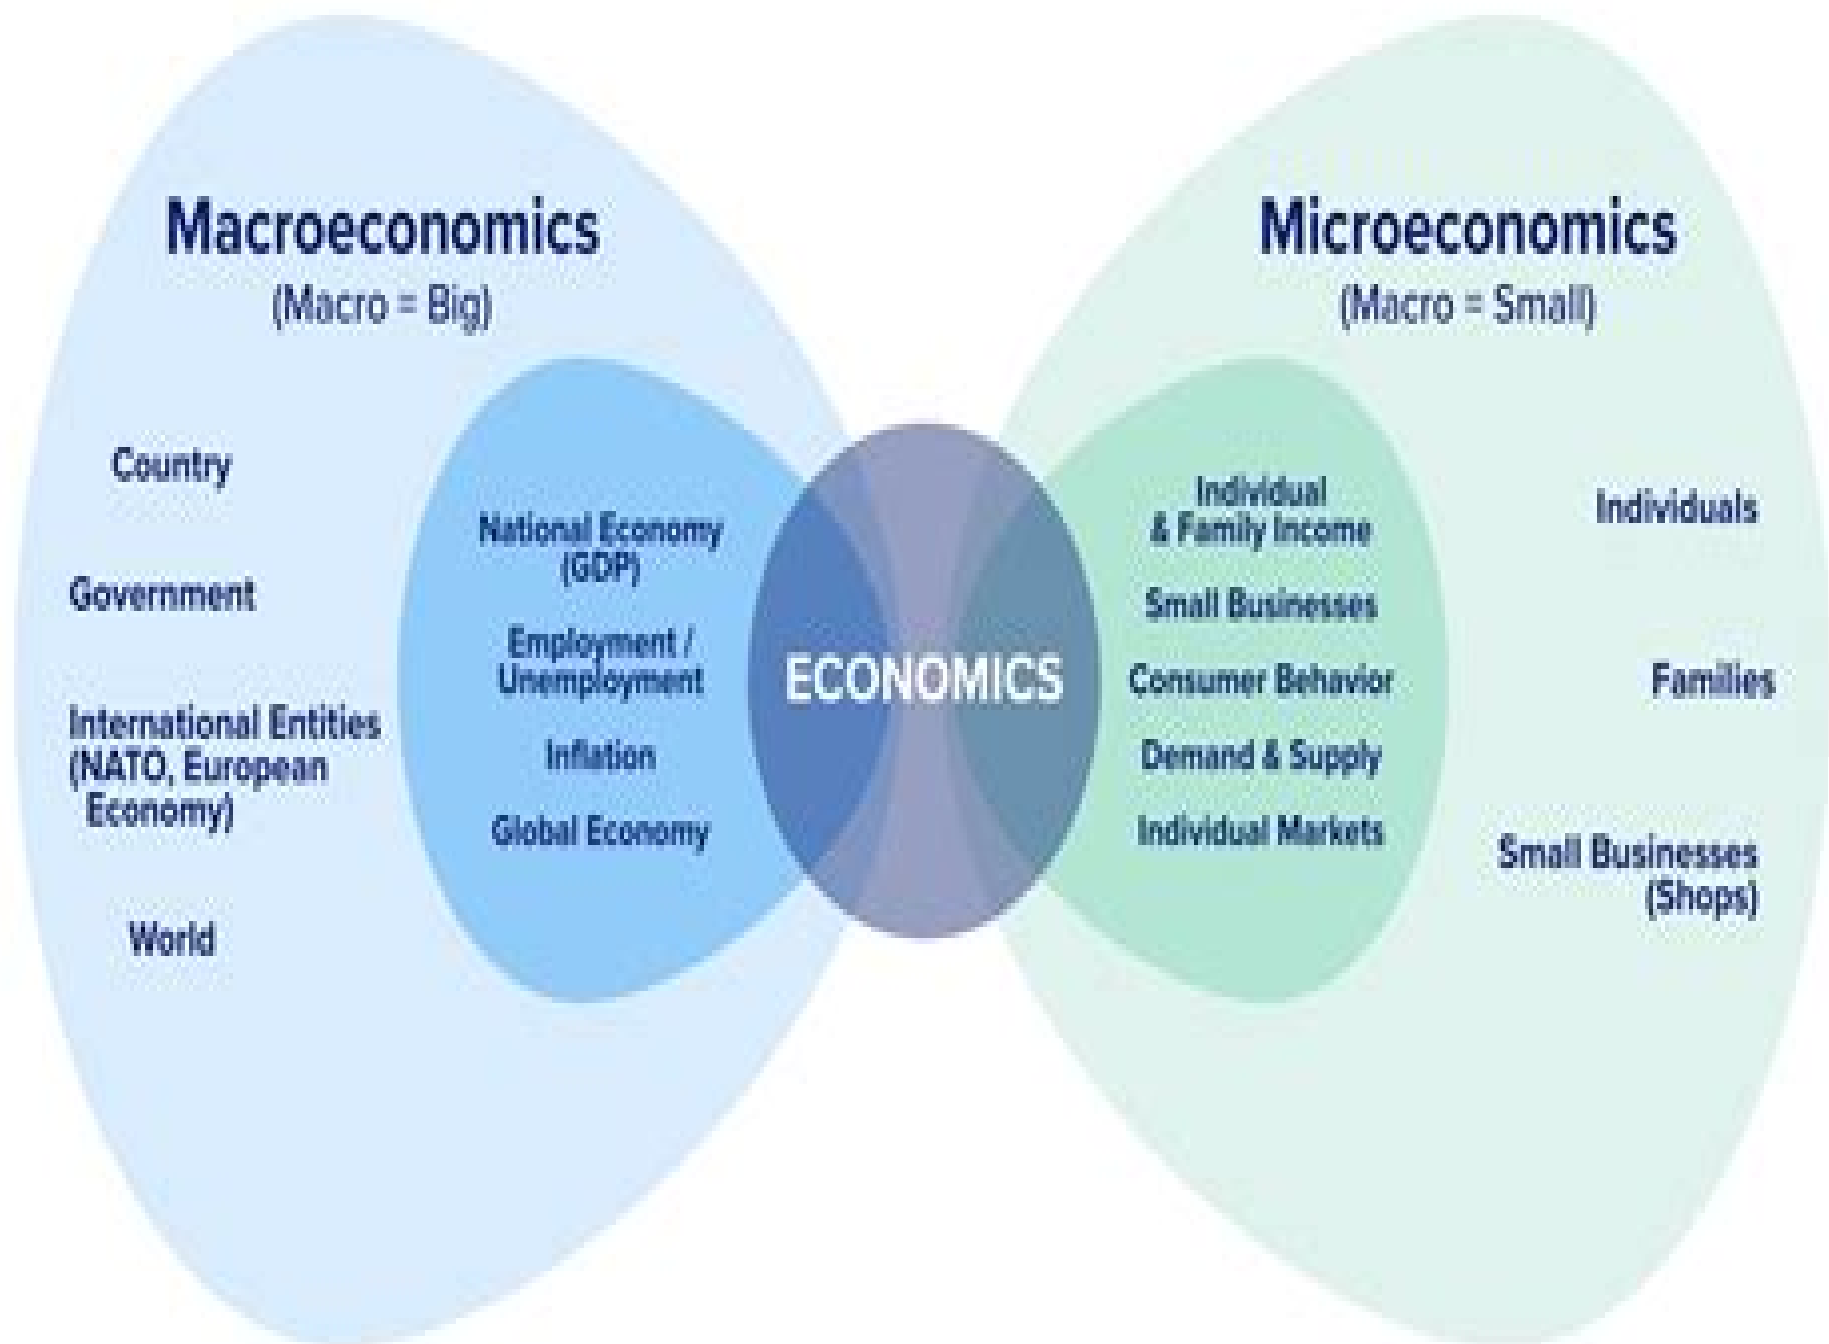 Macroeconomics
(Macro = Big)
Country
Government
International Entities
(NATO, European
Economy)
World
National Economy
(GDP)
Employment /
Unemployment
Inflation
Global Economy
ECONOMICS
Microeconomics
(Macro = Small)
Individual
& Family Income
Small Businesses
Consumer Behavior
Demand & Supply
Individual Markets
Individuals
Families
Small Businesses
(Shops)